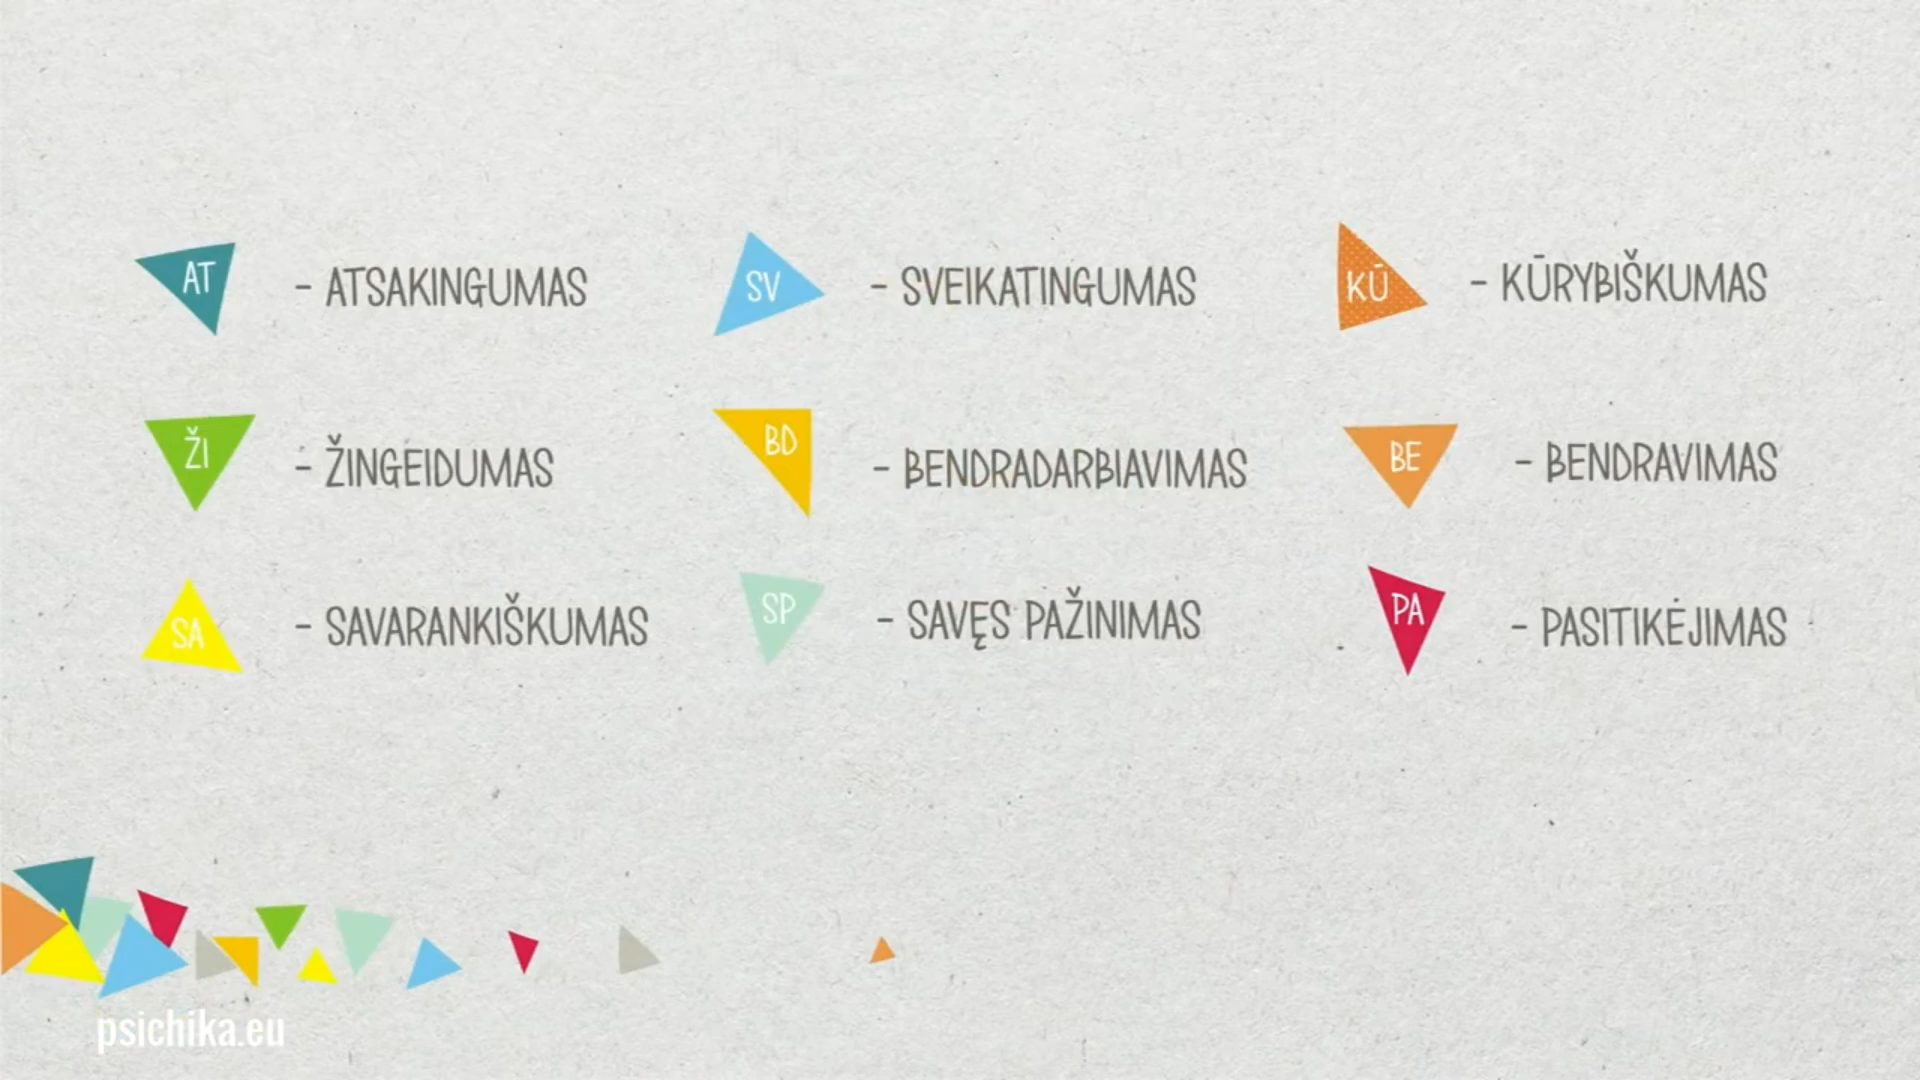 AT - ATSAKINGUMAS
SV - SVEIKATINGUMAS
KŪ - KŪRYBIŠKUMAS
ŽI - ŽINGEIDUMAS
BD - BENDRADARBIAVIMAS
BE - BENDRAVIMAS
SA - SAVARANKIŠKUMAS
SP - SAVĘS PAŽINIMAS
PA - PASITIKĖJIMAS
psichika.eu